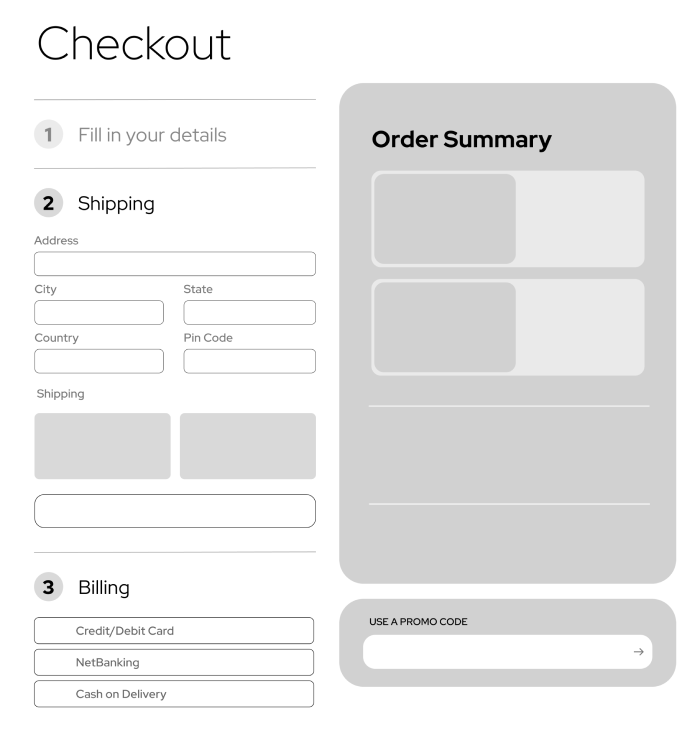 Checkout
1 Fill in your details
2 Shipping
Address
City State
Country Pin Code
Shipping
3 Billing
Credit/Debit Card
NetBanking
Cash on Delivery
Order Summary
USE A PROMO CODE
→